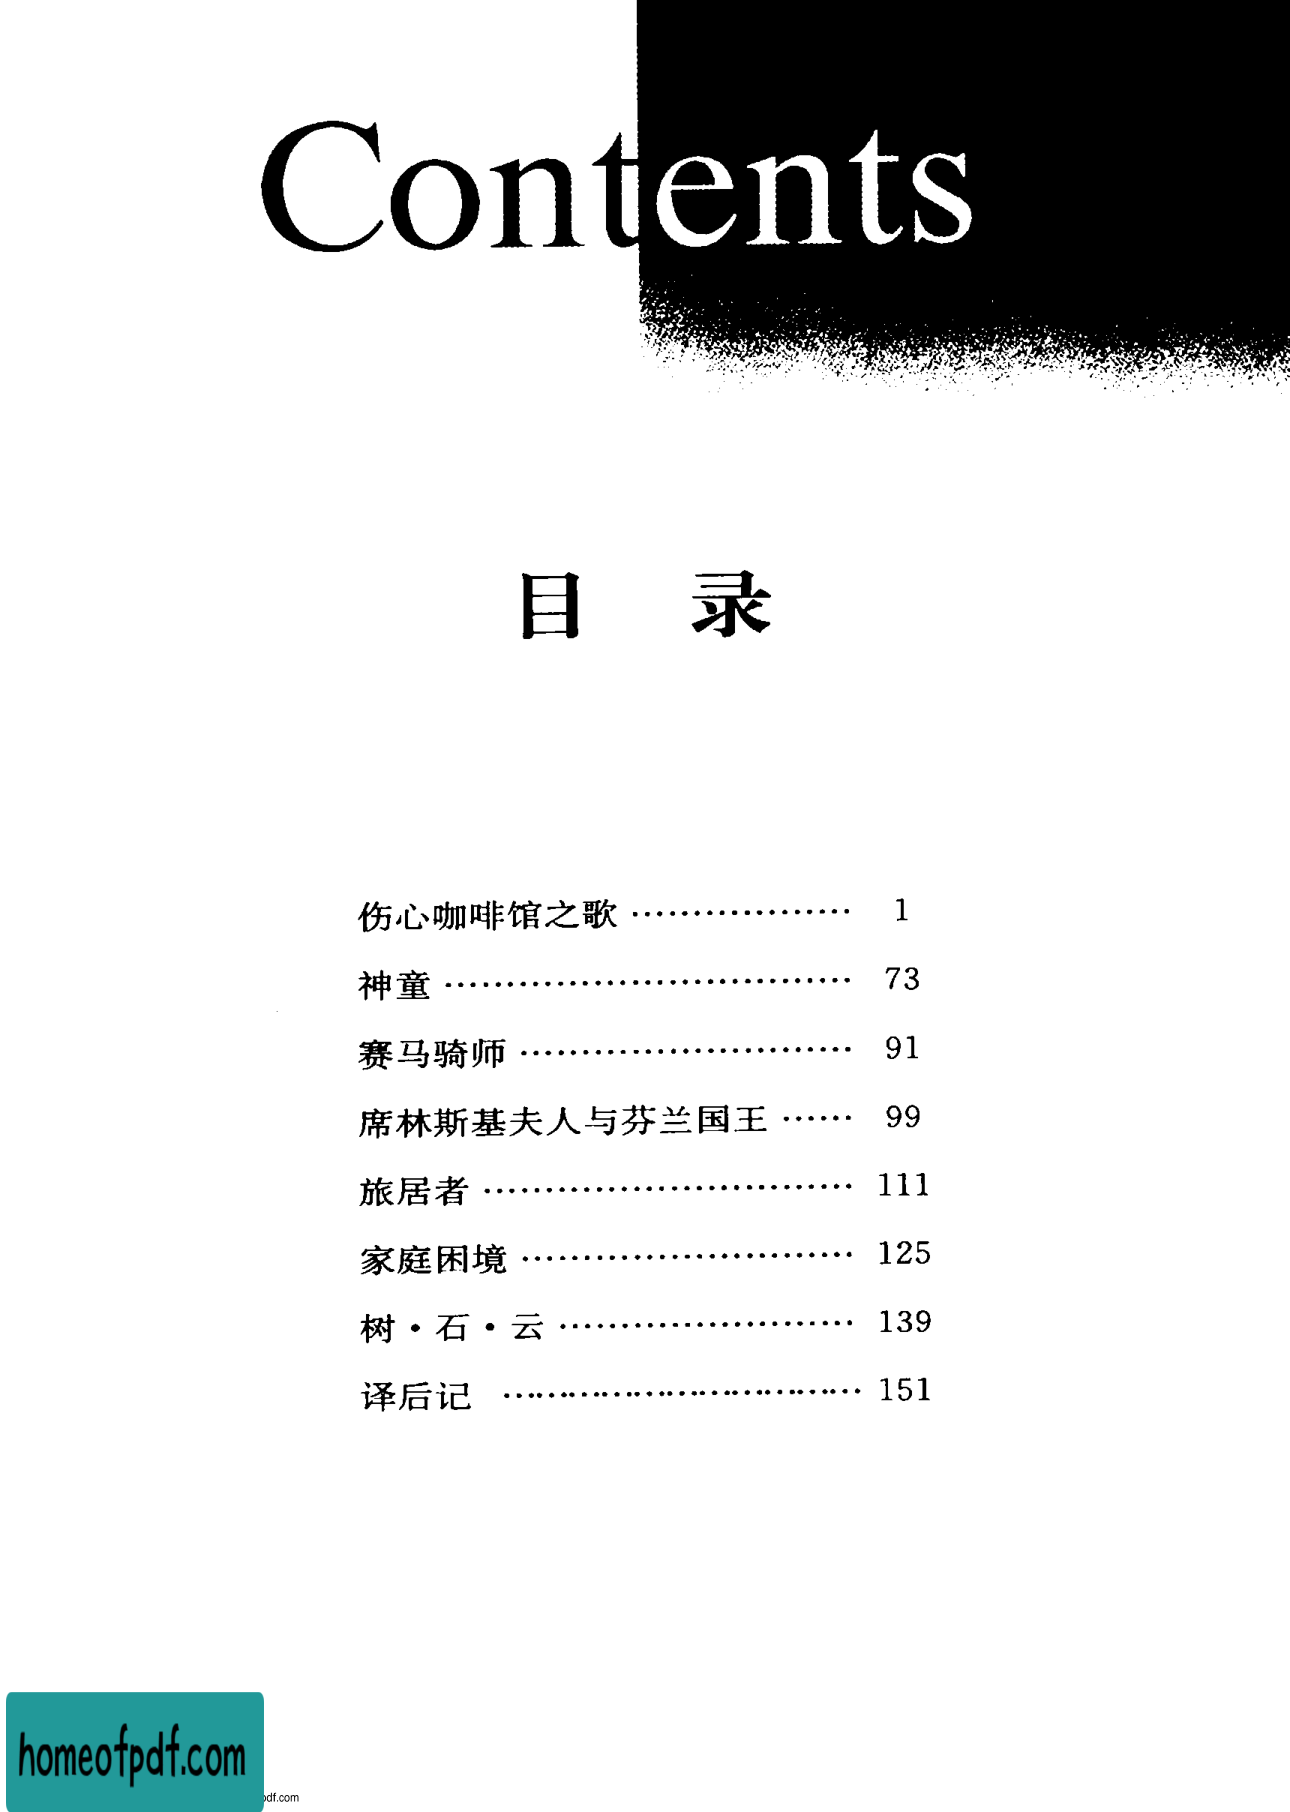 Contents
目 录
伤心咖啡馆之歌 ……………… 1
神童 …………………………… 73
赛马骑师 ……………………… 91
席林斯基夫人与芬兰国王 …… 99
旅居者 ………………………… 111
家庭困境 ……………………… 125
树·石·云 …………………… 139
译后记 ………………………… 151
homeofpdf.com
df.com